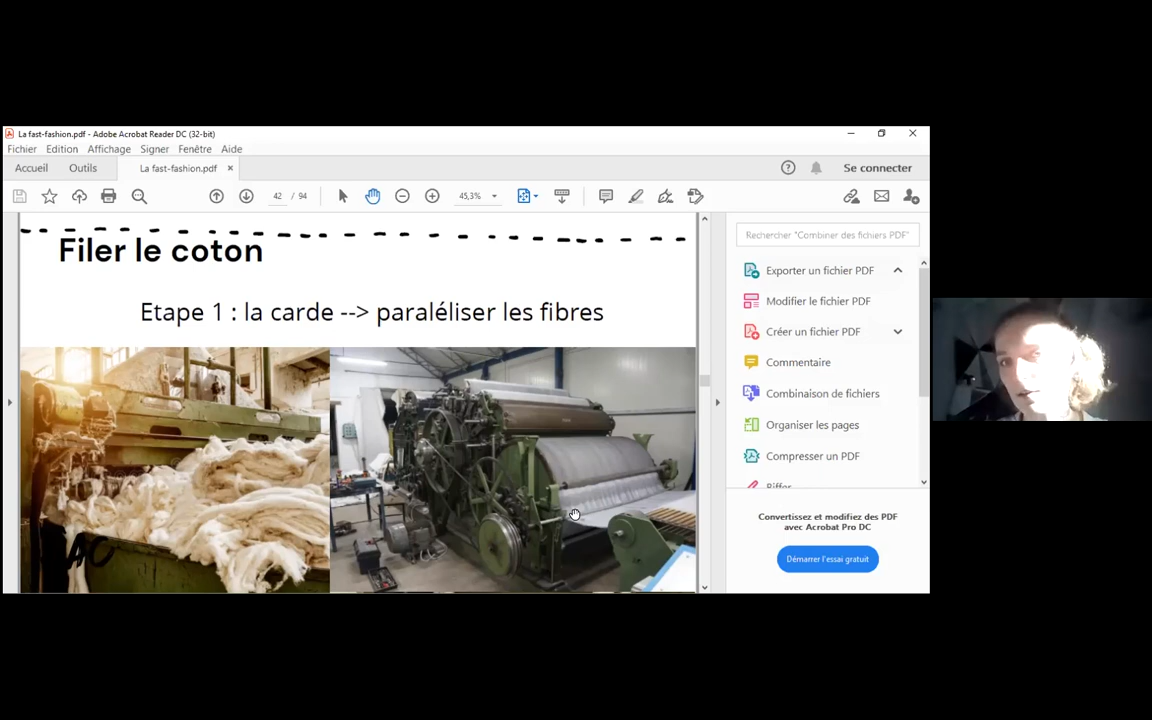 La fast-fashion.pdf - Adobe Acrobat Reader DC (32-bit)
Fichier Edition Affichage Signer Fenêtre Aide
Accueil Outils La fast-fashion.pdf × Se connecter
42 / 94 45,3%
Filer le coton
Etape 1 : la carde --> paraléliser les fibres
Rechercher "Combiner des fichiers PDF"
Exporter un fichier PDF
Modifier le fichier PDF
Créer un fichier PDF
Commentaire
Combinaison de fichiers
Organiser les pages
Compresser un PDF
Convertissez et modifiez des PDF
avec Acrobat Pro DC
Démarrer l'essai gratuit